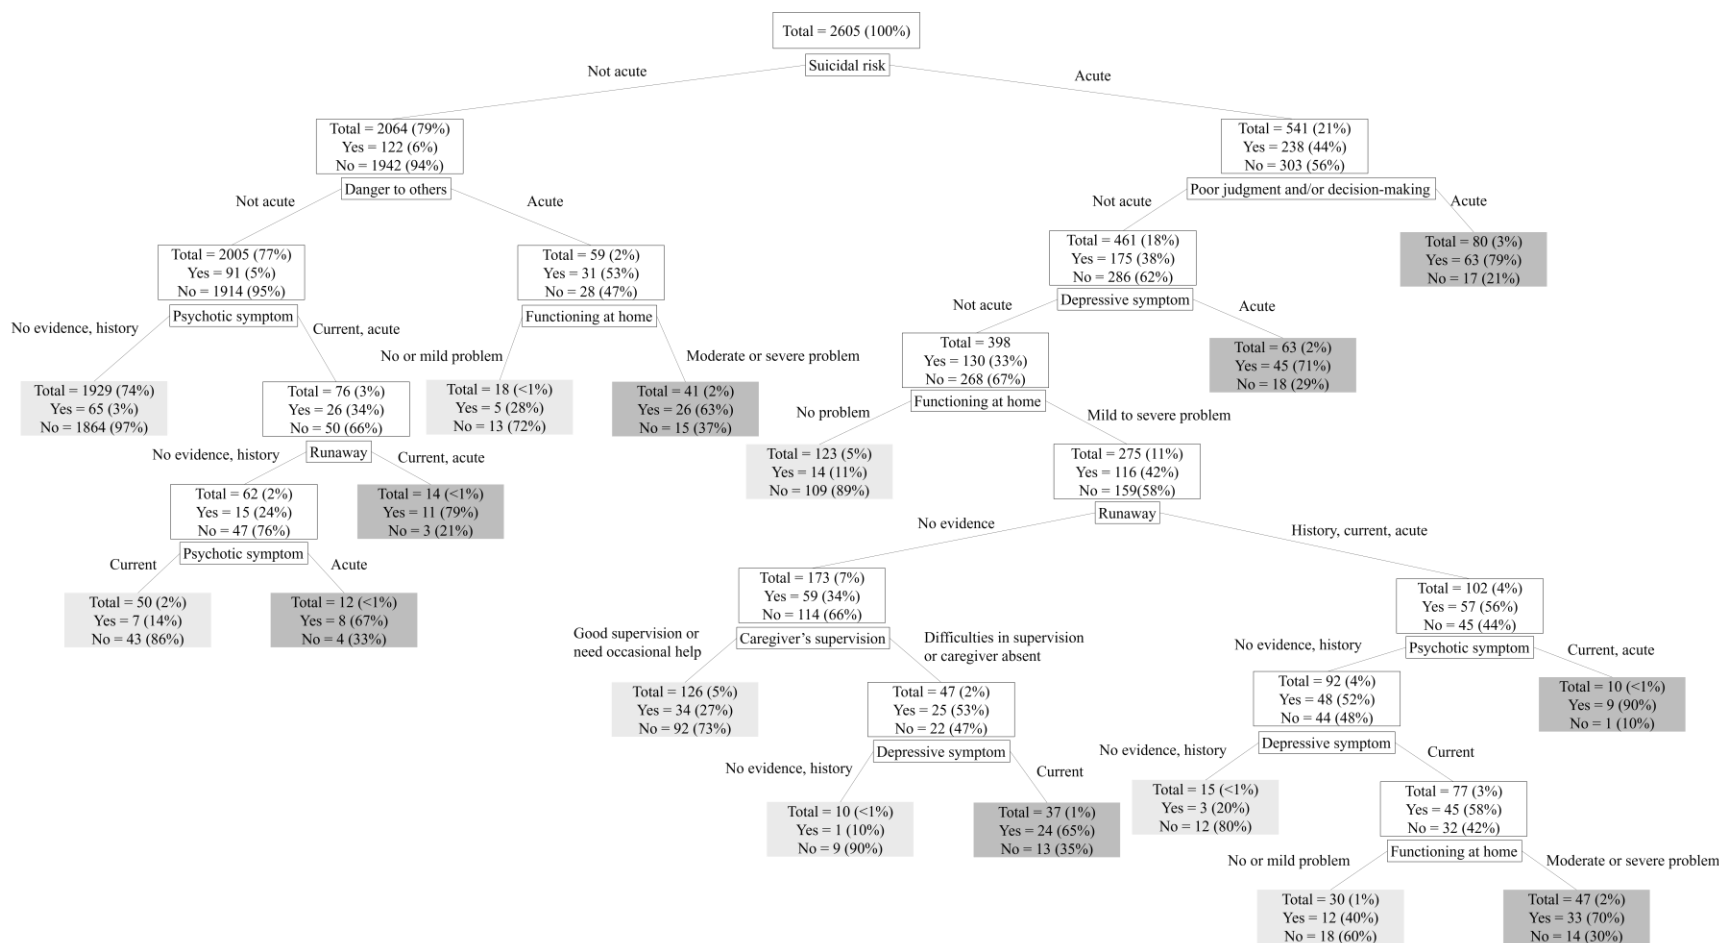 Total = 2605 (100%)
Suicidal risk
Not acute
Acute
Total = 2064 (79%)
Yes = 122 (6%)
No = 1942 (94%)
Danger to others
Total = 541 (21%)
Yes = 238 (44%)
No = 303 (56%)
Poor judgment and/or decision-making
Not acute
Acute
Not acute
Acute
Total = 2005 (77%)
Yes = 91 (5%)
No = 1914 (95%)
Psychotic symptom
Total = 59 (2%)
Yes = 31 (53%)
No = 28 (47%)
Functioning at home
Total = 461 (18%)
Yes = 175 (38%)
No = 286 (62%)
Depressive symptom
Total = 80 (3%)
Yes = 63 (79%)
No = 17 (21%)
No evidence, history
Current, acute
No or mild problem
Moderate or severe problem
Not acute
Acute
Total = 1929 (74%)
Yes = 65 (3%)
No = 1864 (97%)
Total = 76 (3%)
Yes = 26 (34%)
No = 50 (66%)
Runaway
Total = 18 (<1%)
Yes = 5 (28%)
No = 13 (72%)
Total = 41 (2%)
Yes = 26 (63%)
No = 15 (37%)
Total = 398
Yes = 130 (33%)
No = 268 (67%)
Functioning at home
Total = 63 (2%)
Yes = 45 (71%)
No = 18 (29%)
No evidence, history
Current, acute
No problem
Mild to severe problem
Total = 62 (2%)
Yes = 15 (24%)
No = 47 (76%)
Psychotic symptom
Total = 14 (<1%)
Yes = 11 (79%)
No = 3 (21%)
Total = 123 (5%)
Yes = 14 (11%)
No = 109 (89%)
Total = 275 (11%)
Yes = 116 (42%)
No = 159(58%)
Runaway
Current
Acute
No evidence
History, current, acute
Total = 50 (2%)
Yes = 7 (14%)
No = 43 (86%)
Total = 12 (<1%)
Yes = 8 (67%)
No = 4 (33%)
Total = 173 (7%)
Yes = 59 (34%)
No = 114 (66%)
Caregiver's supervision
Total = 102 (4%)
Yes = 57 (56%)
No = 45 (44%)
Psychotic symptom
Good supervision or
need occasional help
Difficulties in supervision
or caregiver absent
No evidence, history
Current, acute
Total = 126 (5%)
Yes = 34 (27%)
No = 92 (73%)
Total = 47 (2%)
Yes = 25 (53%)
No = 22 (47%)
Depressive symptom
Total = 92 (4%)
Yes = 48 (52%)
No = 44 (48%)
Depressive symptom
Total = 10 (<1%)
Yes = 9 (90%)
No = 1 (10%)
No evidence, history
Current
No evidence, history
Current
Total = 10 (<1%)
Yes = 1 (10%)
No = 9 (90%)
Total = 37 (1%)
Yes = 24 (65%)
No = 13 (35%)
Total = 15 (<1%)
Yes = 3 (20%)
No = 12 (80%)
Total = 77 (3%)
Yes = 45 (58%)
No = 32 (42%)
Functioning at home
No or mild problem
Moderate or severe problem
Total = 30 (1%)
Yes = 12 (40%)
No = 18 (60%)
Total = 47 (2%)
Yes = 33 (70%)
No = 14 (30%)